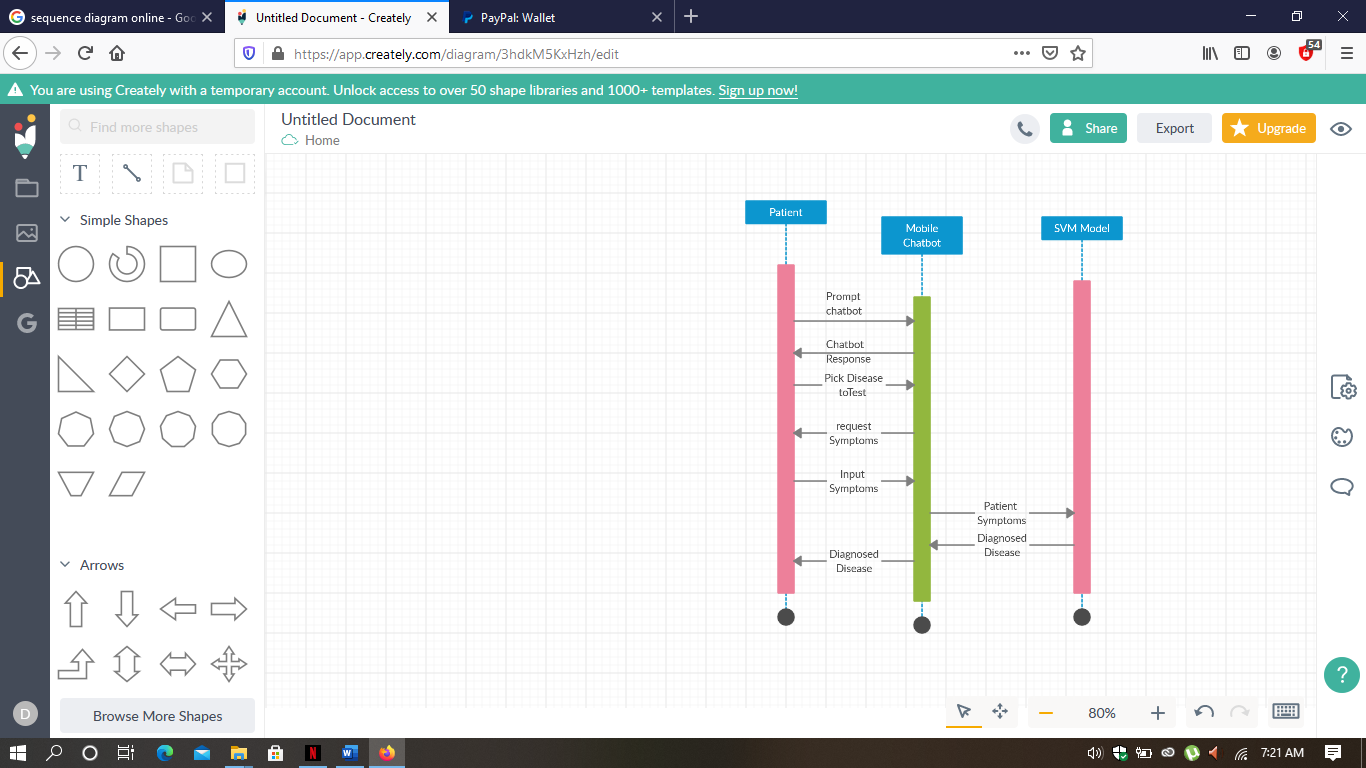 sequence diagram online - Goo
Untitled Document - Creately
PayPal: Wallet
https://app.creately.com/diagram/3hdkM5KxHzh/edit
54
You are using Creately with a temporary account. Unlock access to over 50 shape libraries and 1000+ templates. Sign up now!
Find more shapes
Untitled Document
Home
Share
Export
Upgrade
T
Simple Shapes
Arrows
Browse More Shapes
D
Patient
Mobile
Chatbot
SVM Model
Prompt
chatbot
Chatbot
Response
Pick Disease
toTest
request
Symptoms
Input
Symptoms
Patient
Symptoms
Diagnosed
Disease
Diagnosed
Disease
?
80%
7:21 AM